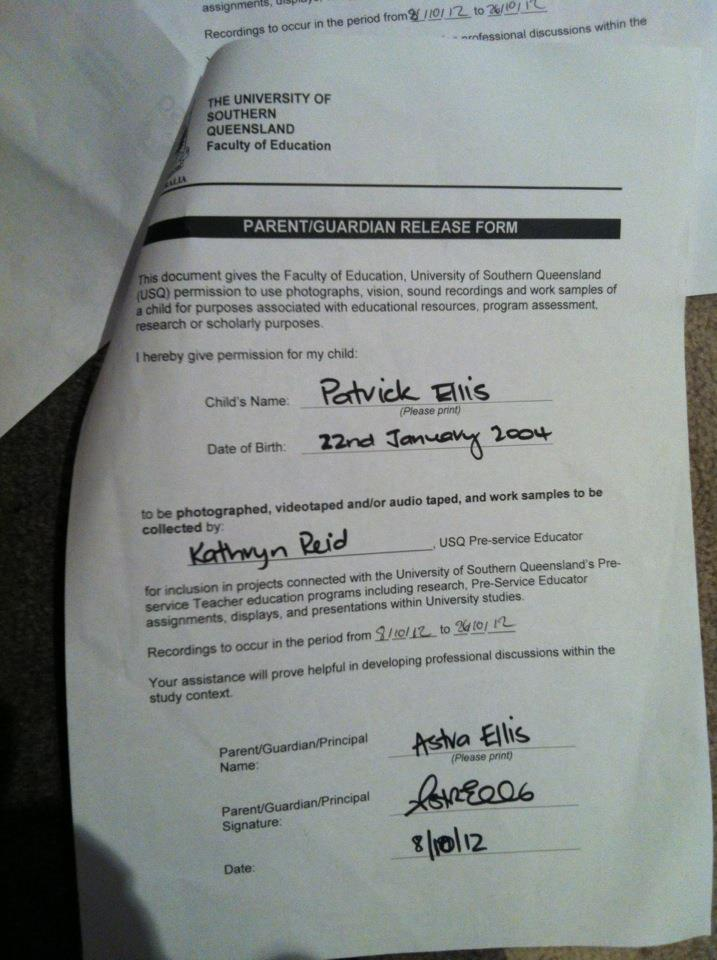 assignments,
Recordings to occur in the period from 8/10/12 to 26/10/12
professional discussions within the
THE UNIVERSITY OF
SOUTHERN
QUEENSLAND
Faculty of Education
PARENT/GUARDIAN RELEASE FORM
This document gives the Faculty of Education, University of Southern Queensland
(USQ) permission to use photographs, vision, sound recordings and work samples of
a child for purposes associated with educational resources, program assessment,
research or scholarly purposes.
I hereby give permission for my child:
Child's Name: Patrick Ellis
(Please print)
Date of Birth: 22nd January 2004
to be photographed, videotaped and/or audio taped, and work samples to be
collected by:
Kathryn Reid, USQ Pre-service Educator
for inclusion in projects connected with the University of Southern Queensland's Pre-
service Teacher education programs including research, Pre-Service Educator
assignments, displays, and presentations within University studies.
Recordings to occur in the period from 8/10/12 to 26/10/12
Your assistance will prove helpful in developing professional discussions within the
study context.
Parent/Guardian/Principal
Name: Astra Ellis
(Please print)
Parent/Guardian/Principal
Signature:
8/10/12
Date: